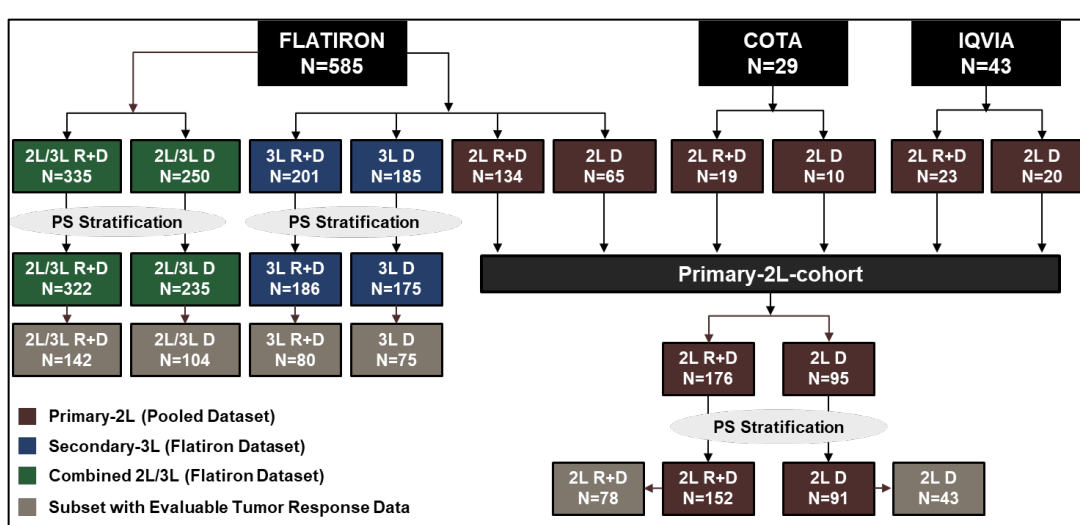 FLATIRON
N=585
COTA
N=29
IQVIA
N=43
2L/3L R+D
N=335
2L/3L D
N=250
3L R+D
N=201
3L D
N=185
2L R+D
N=134
2L D
N=65
2L R+D
N=19
2L D
N=10
2L R+D
N=23
2L D
N=20
PS Stratification
PS Stratification
2L/3L R+D
N=322
2L/3L D
N=235
3L R+D
N=186
3L D
N=175
Primary-2L-cohort
2L/3L R+D
N=142
2L/3L D
N=104
3L R+D
N=80
3L D
N=75
2L R+D
N=176
2L D
N=95
PS Stratification
2L R+D
N=78
2L R+D
N=152
2L D
N=91
2L D
N=43
Primary-2L (Pooled Dataset)
Secondary-3L (Flatiron Dataset)
Combined 2L/3L (Flatiron Dataset)
Subset with Evaluable Tumor Response Data